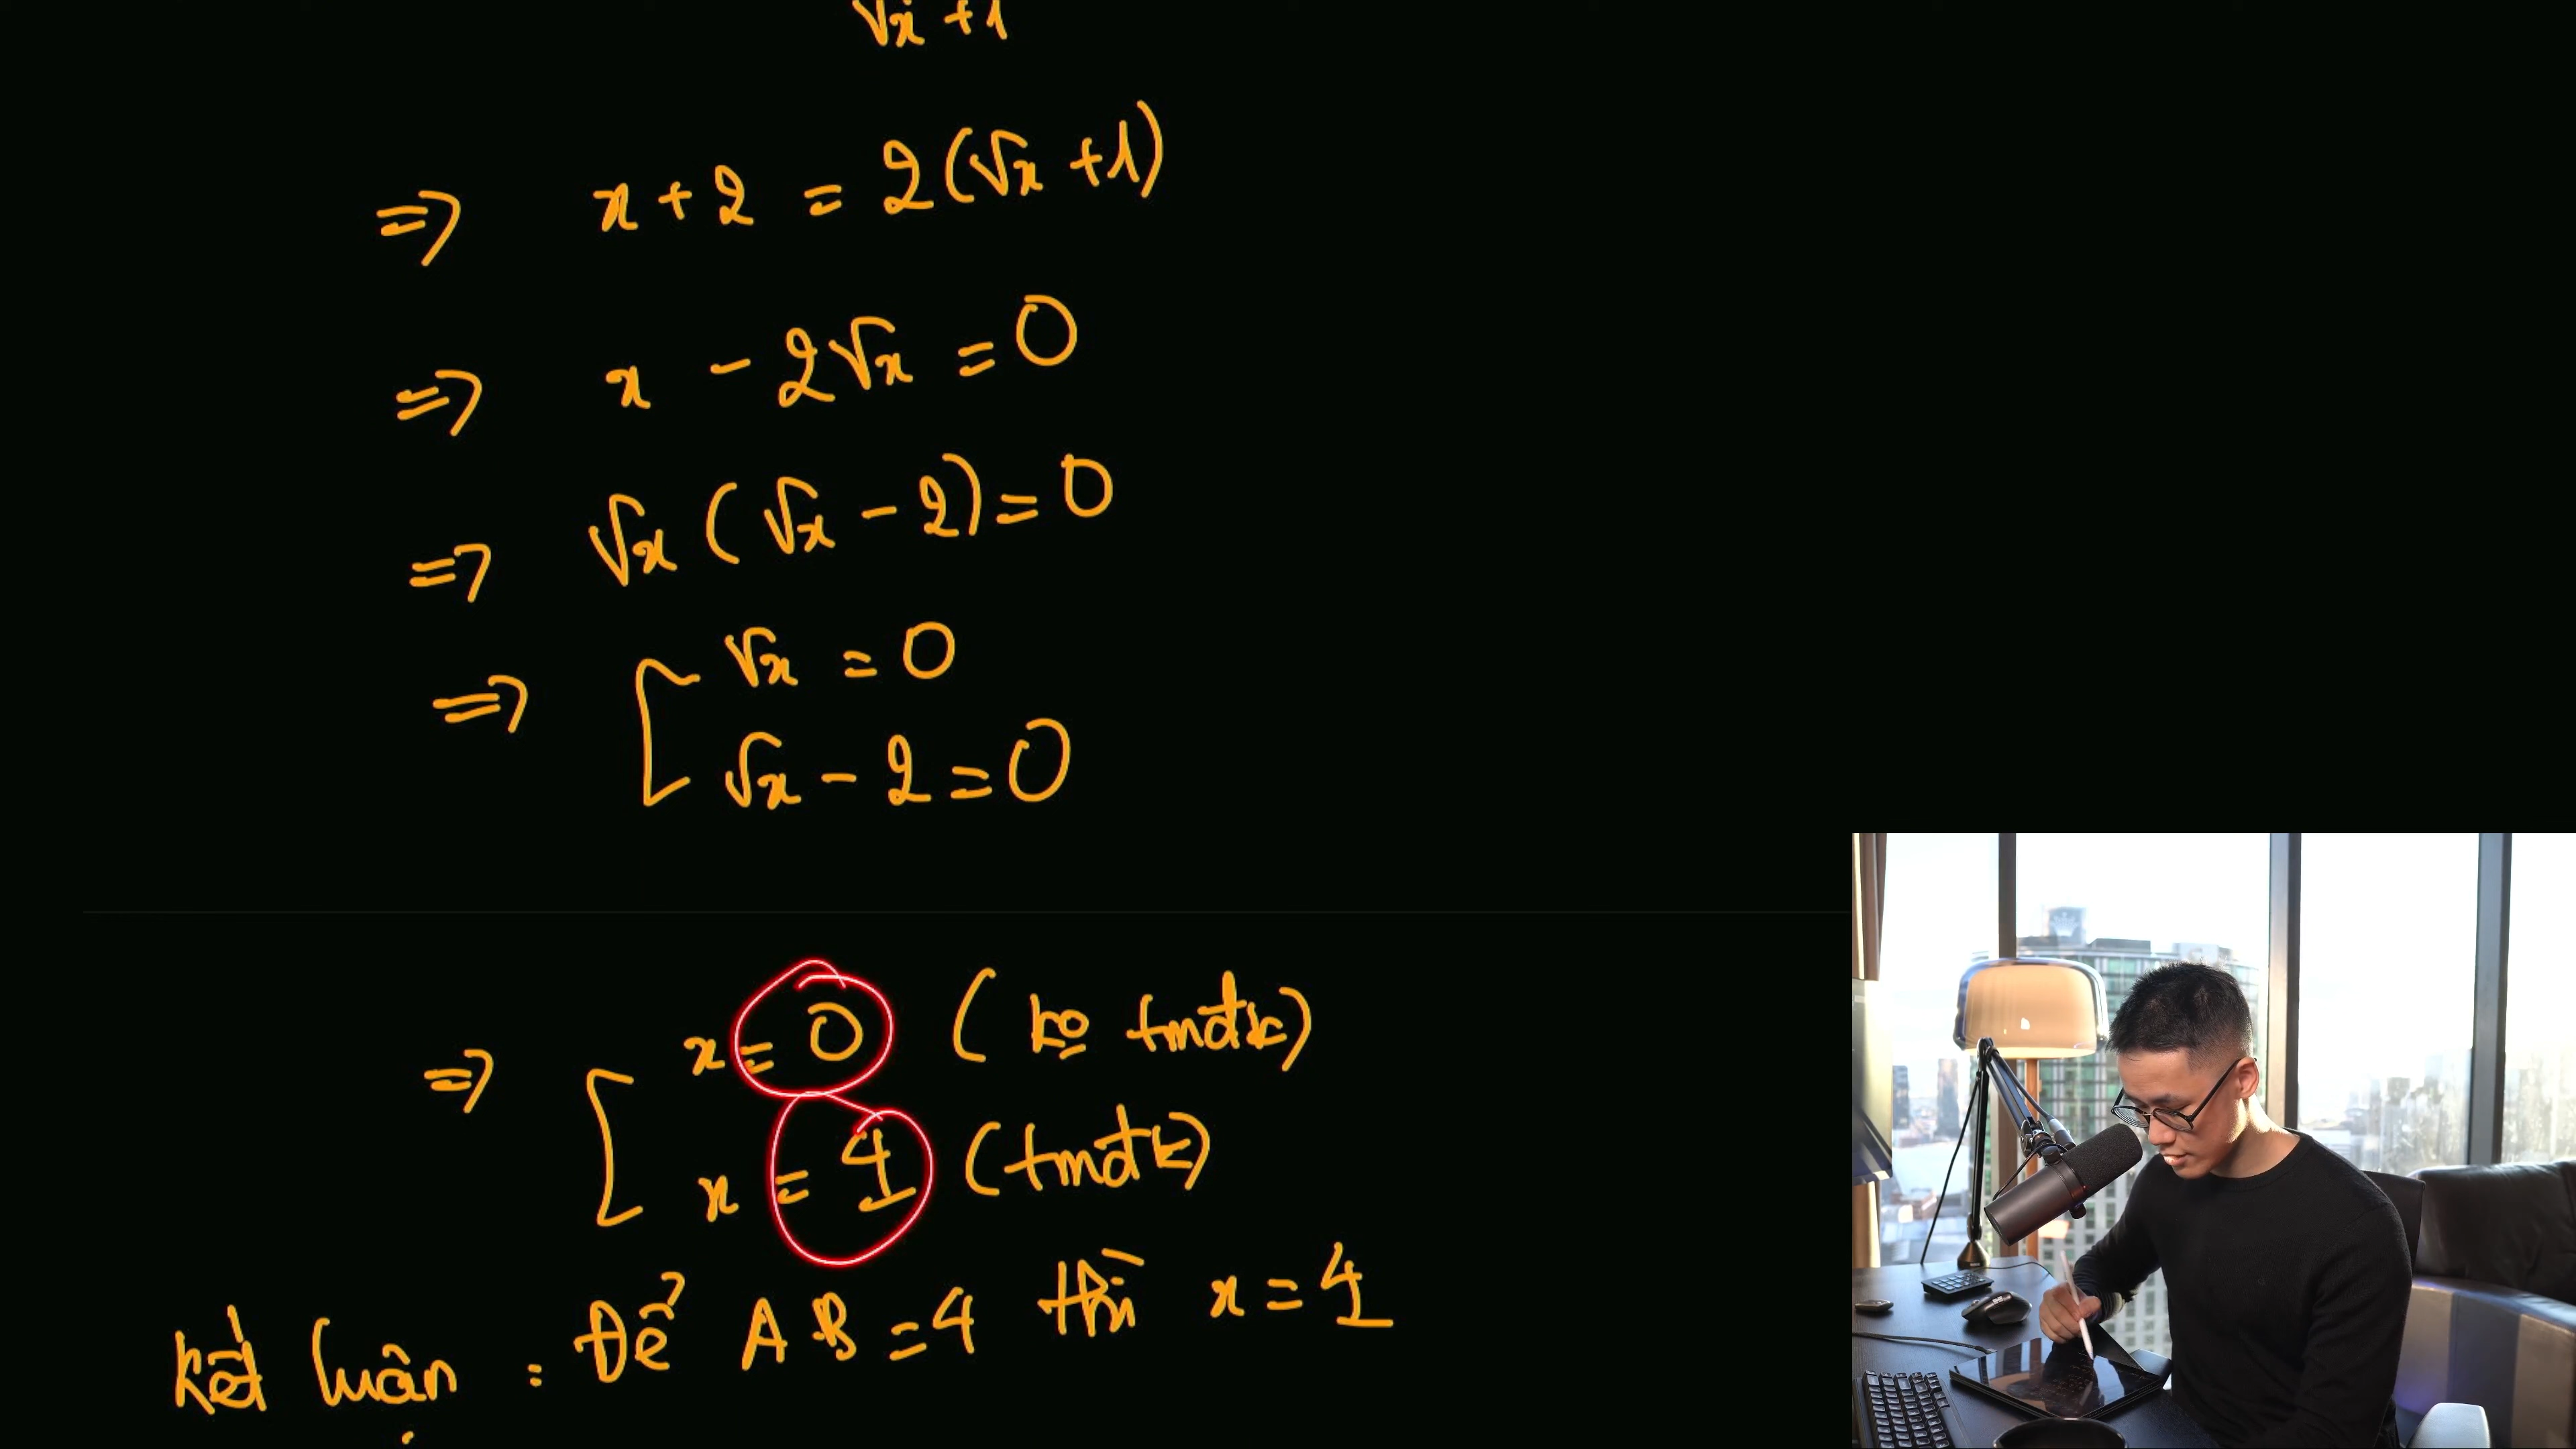 √x + 1
=> x + 2 = 2(√x + 1)
=> x - 2√x = 0
=> √x (√x - 2) = 0
=> [ √x = 0
√x - 2 = 0
=> [ x = 0 (ko tmđk)
x = 4 (tmđk)
Kết luận : Để AB = 4 thì x = 4